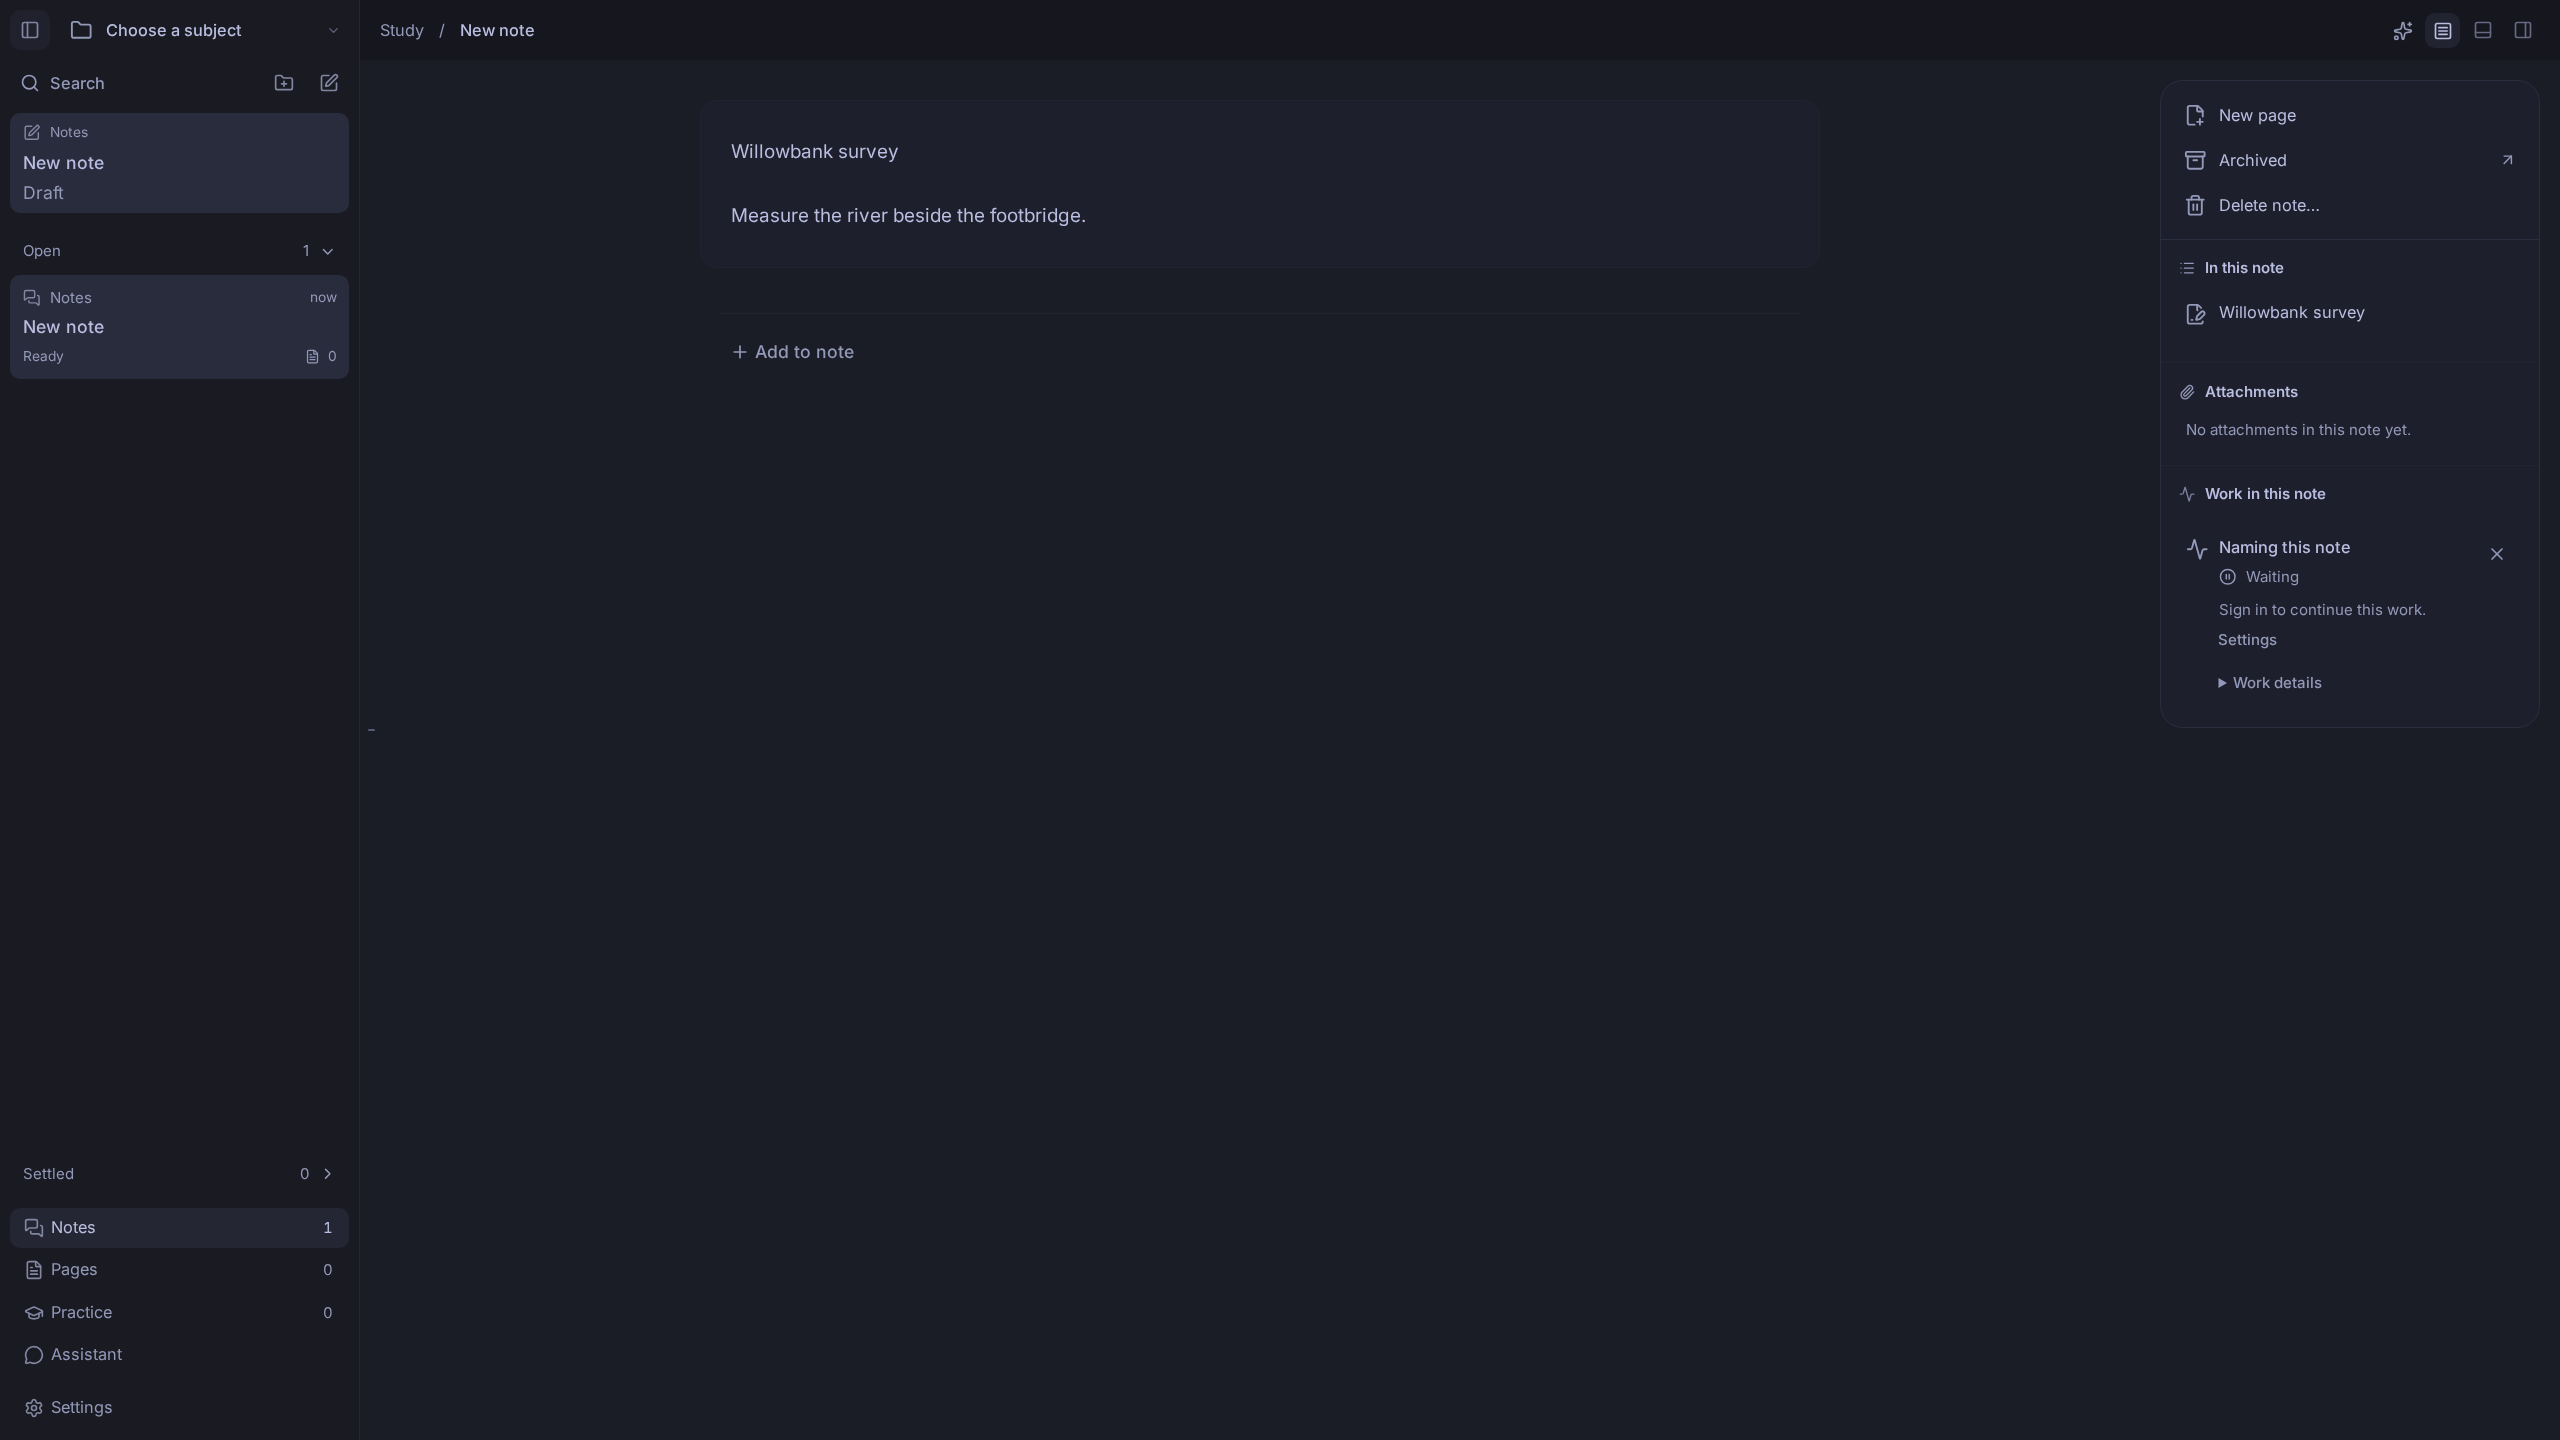 Choose a subject
Search
Notes
New note
Draft
Open 1
Notes now
New note
Ready 0
Settled 0
Notes 1
Pages 0
Practice 0
Assistant
Settings
Study / New note
Willowbank survey
Measure the river beside the footbridge.
Add to note
New page
Archived
Delete note...
In this note
Willowbank survey
Attachments
No attachments in this note yet.
Work in this note
Naming this note
Waiting
Sign in to continue this work.
Settings
Work details